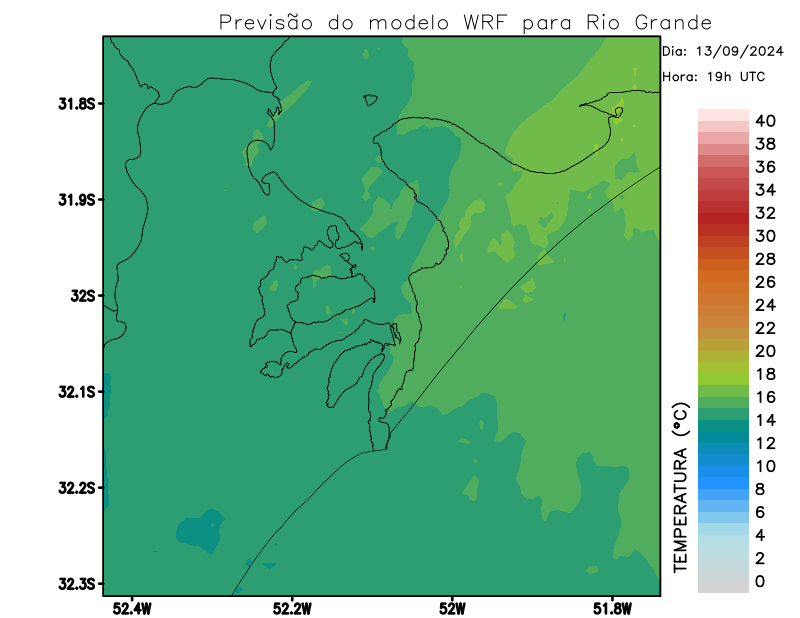 Previsão do modelo WRF para Rio Grande
Dia: 13/09/2024
Hora: 19h UTC
31.8S
31.9S
32S
32.1S
32.2S
32.3S
52.4W
52.2W
52W
51.8W
TEMPERATURA (°C)
40
38
36
34
32
30
28
26
24
22
20
18
16
14
12
10
8
6
4
2
0